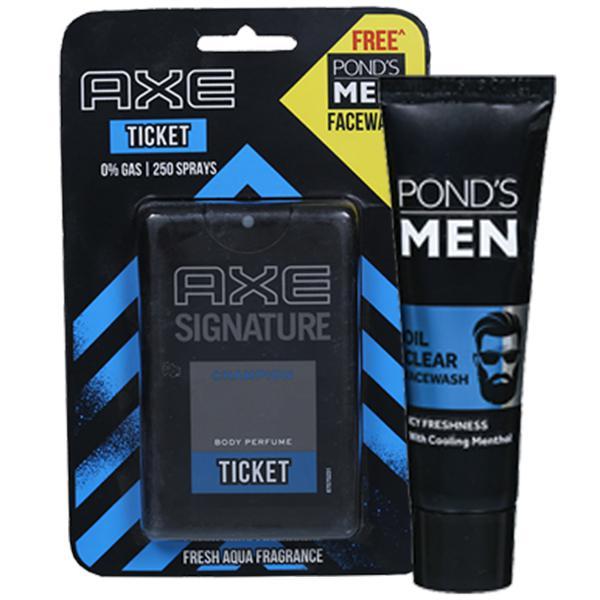 FREE^
POND'S
MEN
AXE
TICKET
0% GAS | 250 SPRAYS
AXE
SIGNATURE
CHAMPION
BODY PERFUME
TICKET
FRESH AQUA FRAGRANCE
POND'S
MEN
OIL
CLEAR
FACEWASH
ICY FRESHNESS
With Cooling Menthol